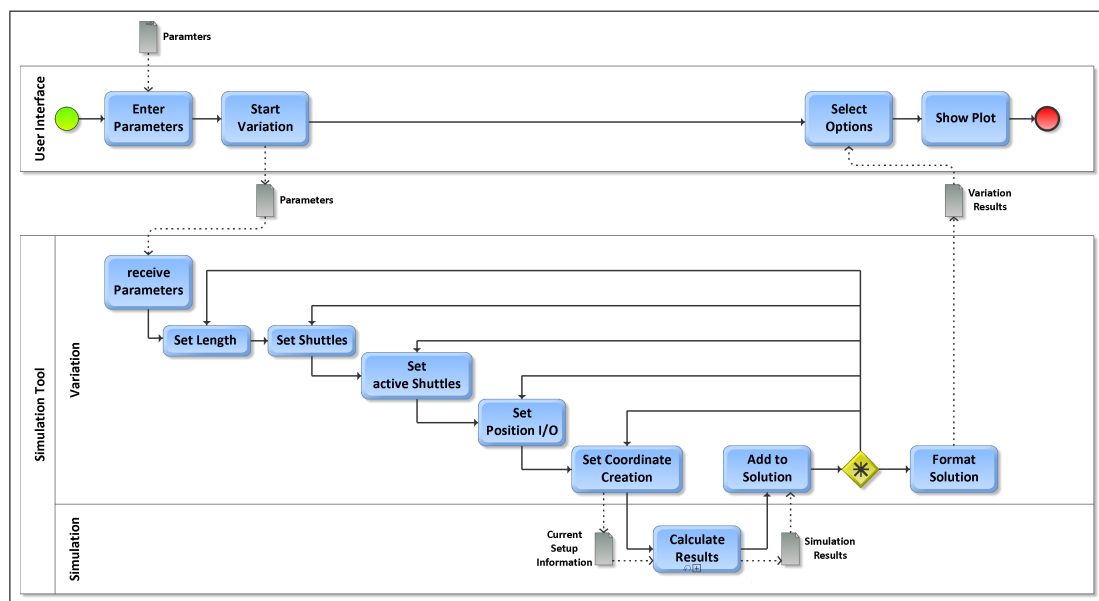 Paramters
User Interface
Enter
Parameters
Start
Variation
Select
Options
Show Plot
Parameters
Variation
Results
Simulation Tool
Variation
receive
Parameters
Set Length
Set Shuttles
Set
active Shuttles
Set
Position I/O
Set Coordinate
Creation
Add to
Solution
Format
Solution
Simulation
Current
Setup
Information
Calculate
Results
Simulation
Results